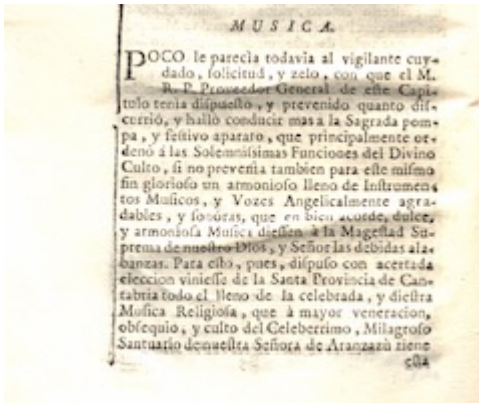 MUSICA.
POCO le parecia todavia al vigilante cuy-
dado, solicitud, y zelo, con que el M.
R. P. Proveedor General de este Capi-
tulo tenia dispuesto, y prevenido quanto dis-
currió, y halló conducir mas a la Sagrada pom-
pa, y festivo aparato, que principalmente or-
denó á las Solemnissimas Funciones del Divino
Culto, si no prevenia tambien para este mismo
fin glorioso un armonioso lleno de Instrumen-
tos Musicos, y Vozes Angelicalmente agra-
dables, y sonoras, que en bien acorde, dulce,
y armoniosa Musica diessen à la Magestad Su-
prema de nuestro Dios, y Señor las debidas ala-
banzas. Para esto, pues, dispuso con acertada
eleccion viniesse de la Santa Provincia de Can-
tabria todo el lleno de la celebrada, y diestra
Musica Religiosa, que à mayor veneracion,
obsequio, y culto del Celeberrimo, Milagroso
Santuario de nuestra Señora de Aranzazù tiene
esta